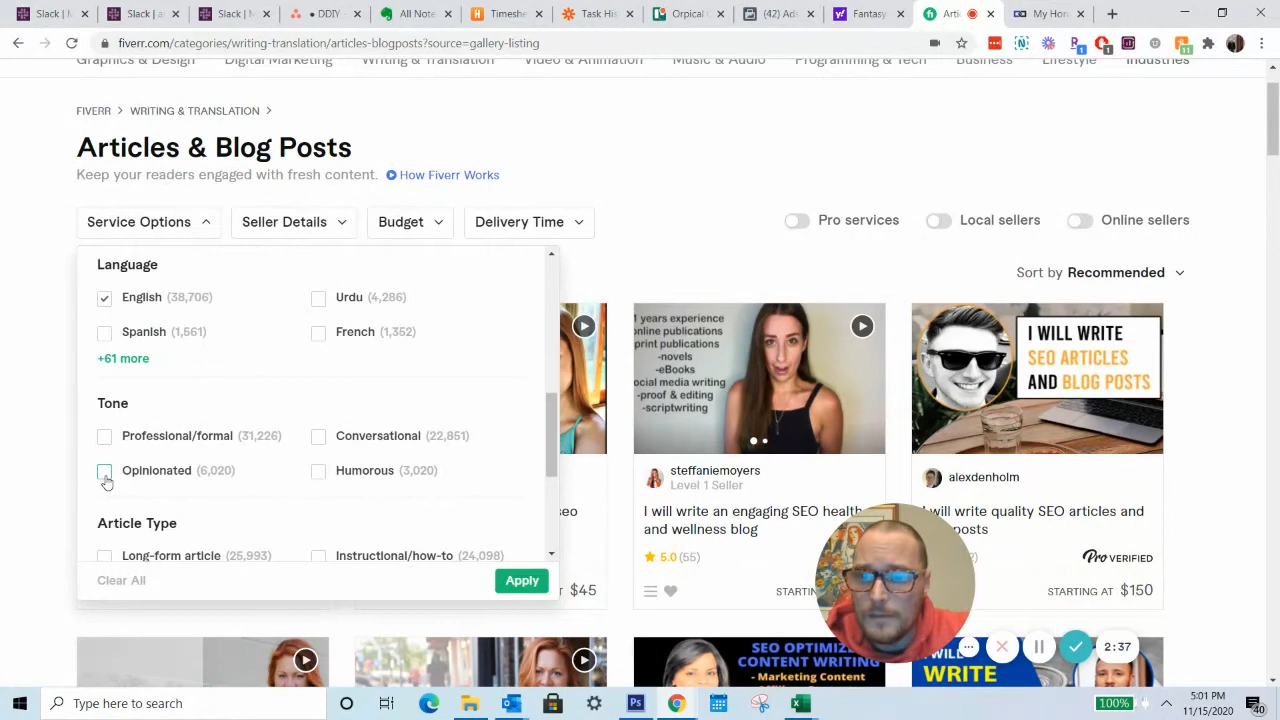 Slack |
Slack |
Slack |
DDIY
All Note
Timeshe
Task His
Orpical
(42) A
Fantasy
Artic
My Hom
fiverr.com/category/writing-translation/articles-blogposts?source=gallery-listing
Graphics & Design Digital Marketing Writing & Translation Video & Animation Music & Audio Programming & Tech Business Lifestyle Industries
FIVERR > WRITING & TRANSLATION >
Articles & Blog Posts
Keep your readers engaged with fresh content. How Fiverr Works
Service Options Seller Details Budget Delivery Time Pro services Local sellers Online sellers
Sort by Recommended
Language
English (38,706) Urdu (4,286)
Spanish (1,561) French (1,352)
+61 more
Tone
Professional/formal (31,226) Conversational (22,851)
Opinionated (6,020) Humorous (3,020)
Article Type
Long-form article (25,993) Instructional/how-to (24,098)
Clear All Apply
seo
$45
years experience
online publications
print publications
-novels
-eBooks
social media writing
-proof & editing
-scriptwriting
steffaniemoyers
Level 1 Seller
I will write an engaging SEO health
and wellness blog
5.0 (55)
I WILL WRITE
SEO ARTICLES
AND BLOG POSTS
alexdenholm
will write quality SEO articles and
posts
Pro VERIFIED
STARTING AT $150
SEO OPTIMIZE
CONTENT WRITING
- Marketing Content
WILL
WRITE
2:37
Type here to search
100%
5:01 PM
11/15/2020
40